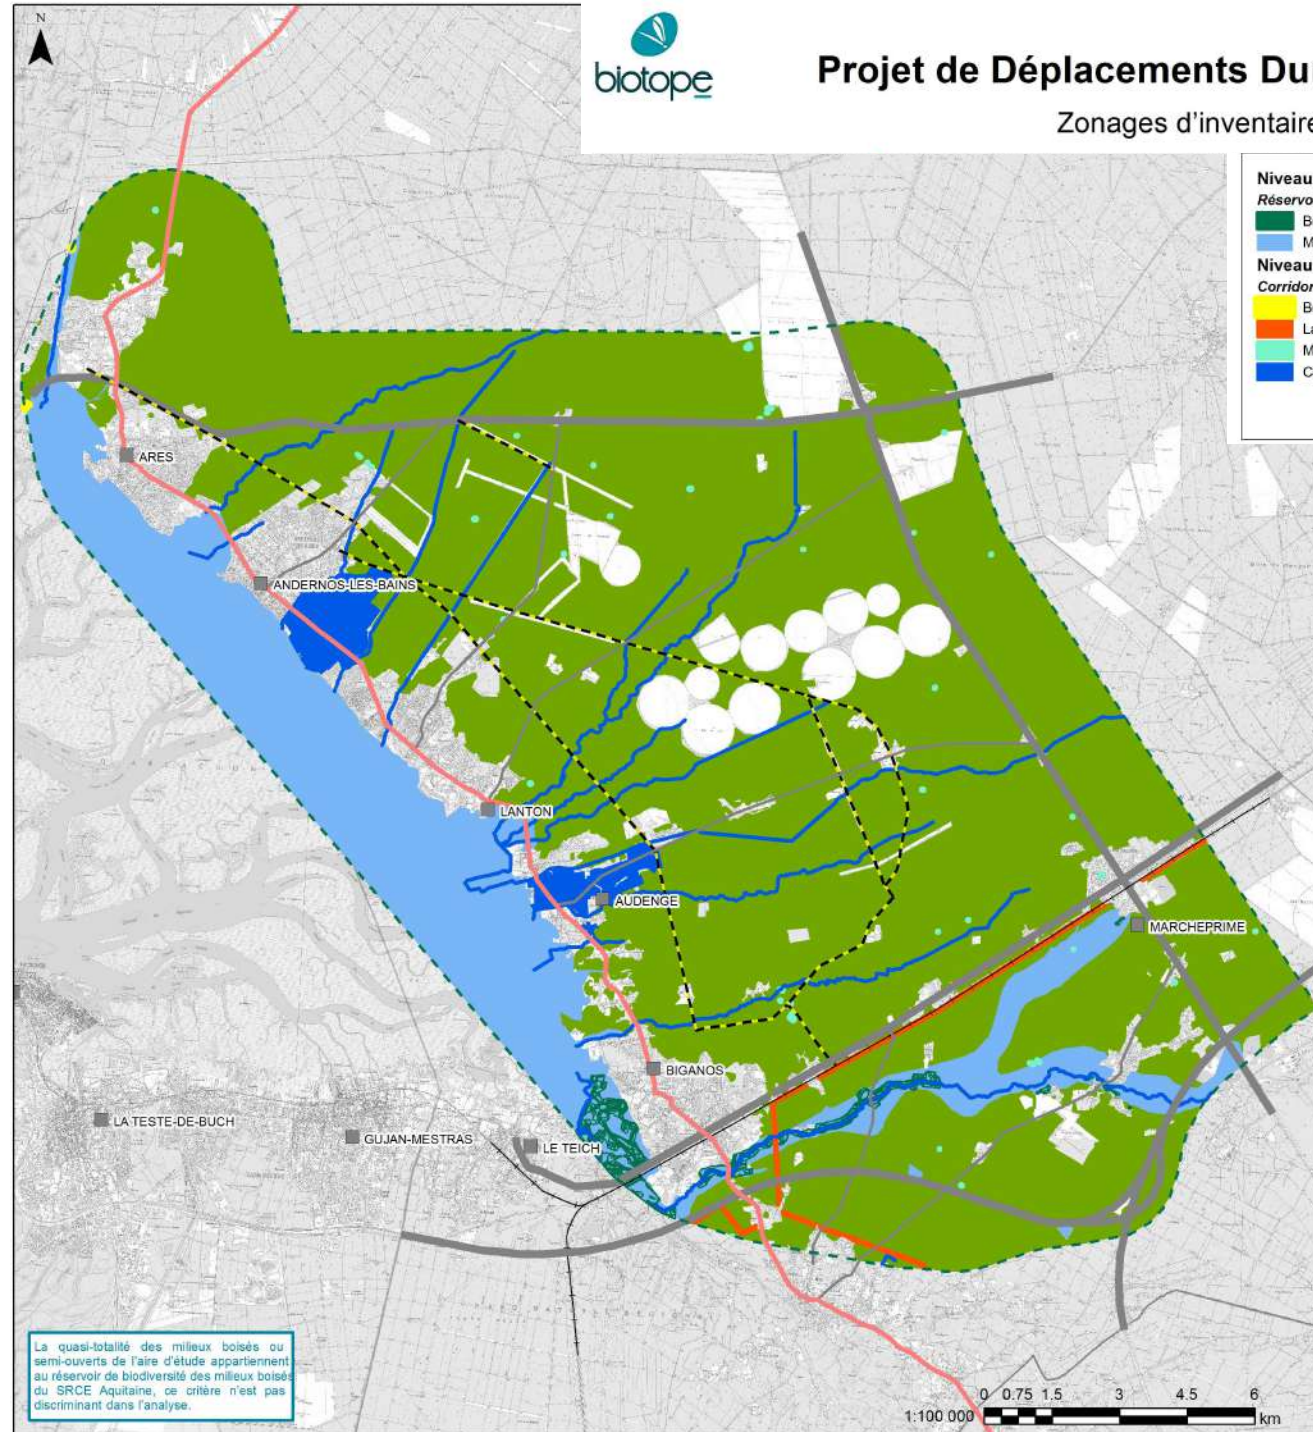 N
biotope
Projet de Déplacements Du
Zonages d'inventaire
Niveau
Réservo
B
M
Niveau
Corridor
B
La
M
C
ARES
ANDERNOS-LES-BAINS
LANTON
AUDENGE
MARCHEPRIME
BIGANOS
LA TESTE-DE-BUCH
GUJAN-MESTRAS
LE TEICH
La quasi-totalité des milieux boisés ou
semi-ouverts de l'aire d'étude appartiennent
au réservoir de biodiversité des milieux boisés
du SRCE Aquitaine, ce critère n'est pas
discriminant dans l'analyse.
0 0.75 1.5 3 4.5 6
1:100 000 km